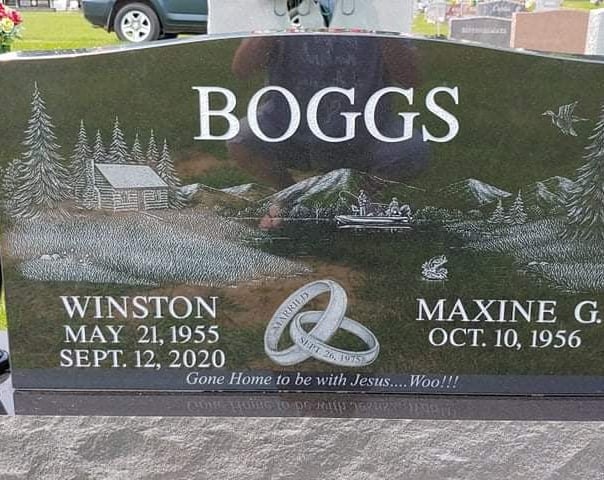 BOGGS
WINSTON
MAY 21, 1955
SEPT. 12, 2020
MARRIED
SEPT. 26, 1975
MAXINE G.
OCT. 10, 1956
Gone Home to be with Jesus....Woo!!!